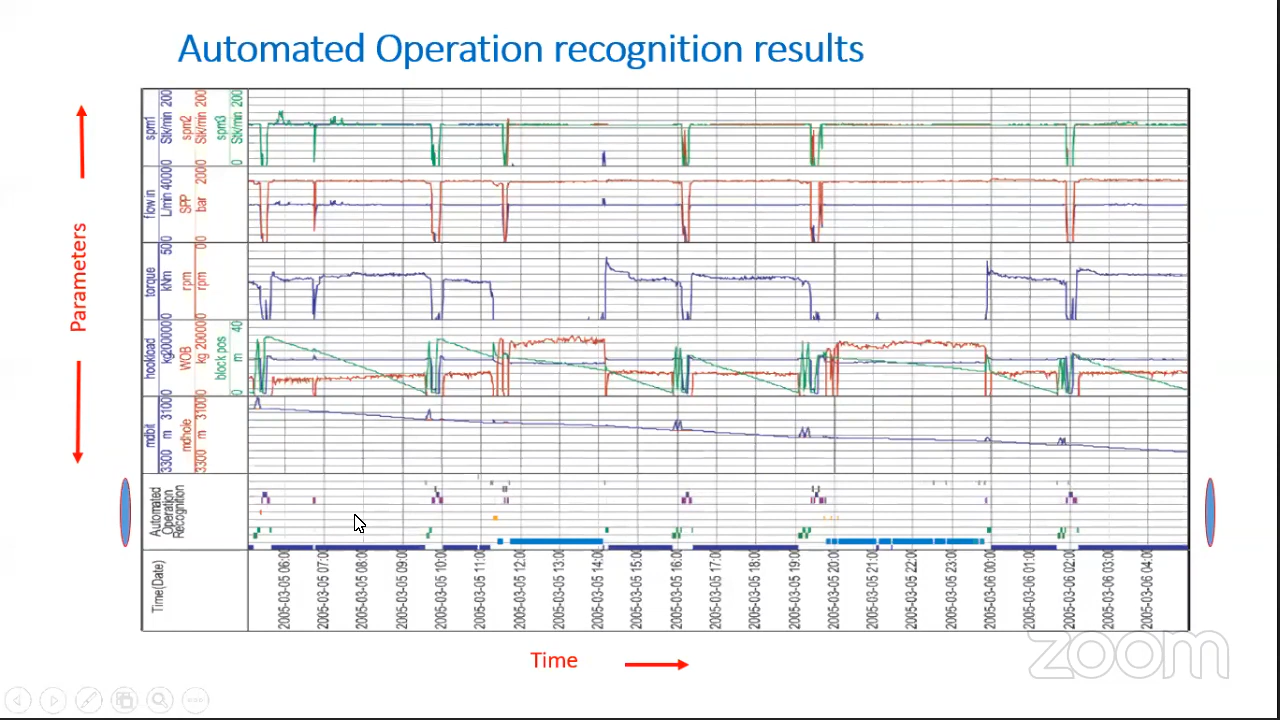 Automated Operation recognition results
Parameters
spm1
Stk/min 200
spm2
Stk/min 200
spm3
0 Stk/min 200
flow in
L/min 4000
SPP
bar 200
torque
kNm 50
rpm
rpm
hookload
kg 200000
WOB
kg 20000
block pos
0 m 40
mdbit
3300 m 3100
mdhole
3300 m 3100
Automated
Operation
Recognition
Time(Date)
2005-03-05 06:00
2005-03-05 07:00
2005-03-05 08:00
2005-03-05 09:00
2005-03-05 10:00
2005-03-05 11:00
2005-03-05 12:00
2005-03-05 13:00
2005-03-05 14:00
2005-03-05 15:00
2005-03-05 16:00
2005-03-05 17:00
2005-03-05 18:00
2005-03-05 19:00
2005-03-05 20:00
2005-03-05 21:00
2005-03-05 22:00
2005-03-05 23:00
2005-03-06 00:00
2005-03-06 01:00
2005-03-06 02:00
2005-03-06 03:00
2005-03-06 04:00
Time
zoom